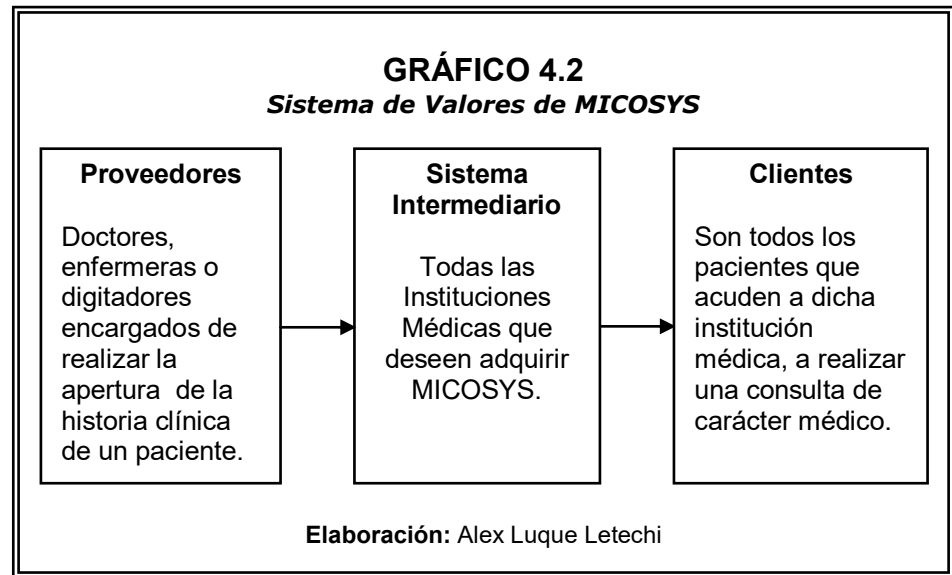 GRÁFICO 4.2
Sistema de Valores de MICOSYS
Proveedores
Doctores,
enfermeras o
digitadores
encargados de
realizar la
apertura de la
historia clínica
de un paciente.
Sistema
Intermediario
Todas las
Instituciones
Médicas que
deseen adquirir
MICOSYS.
Clientes
Son todos los
pacientes que
acuden a dicha
institución
médica, a realizar
una consulta de
carácter médico.
Elaboración: Alex Luque Letechi